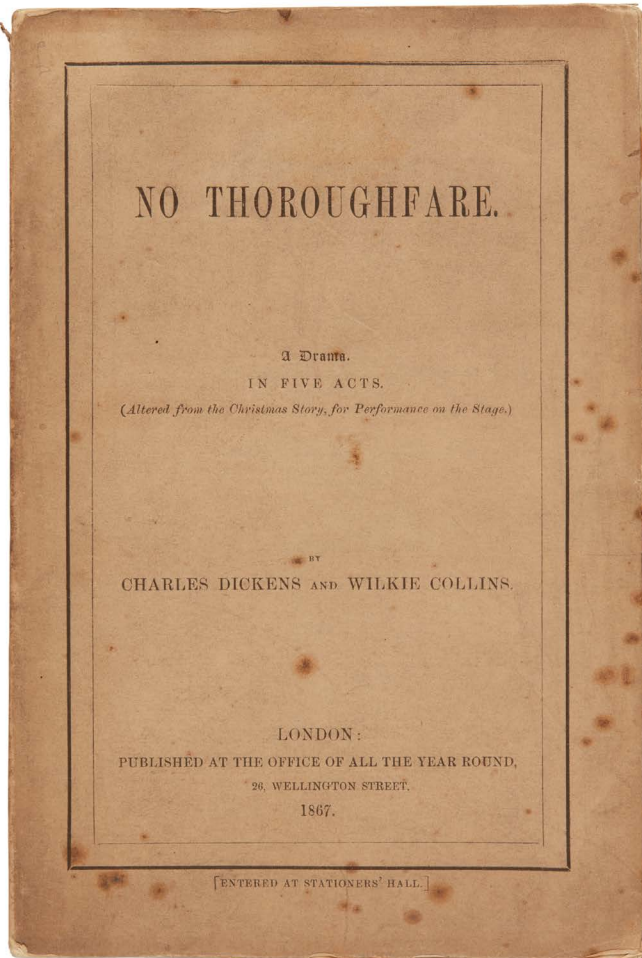 NO THOROUGHFARE.
A Drama.
IN FIVE ACTS.
(Altered from the Christmas Story, for Performance on the Stage.)
BY
CHARLES DICKENS AND WILKIE COLLINS.
LONDON:
PUBLISHED AT THE OFFICE OF ALL THE YEAR ROUND,
26, WELLINGTON STREET.
1867.
[ENTERED AT STATIONERS' HALL.]